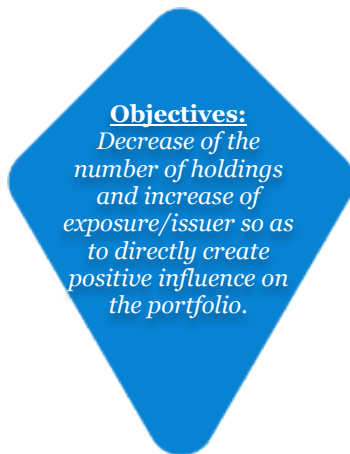 Objectives:
Decrease of the
number of holdings
and increase of
exposure/issuer so as
to directly create
positive influence on
the portfolio.